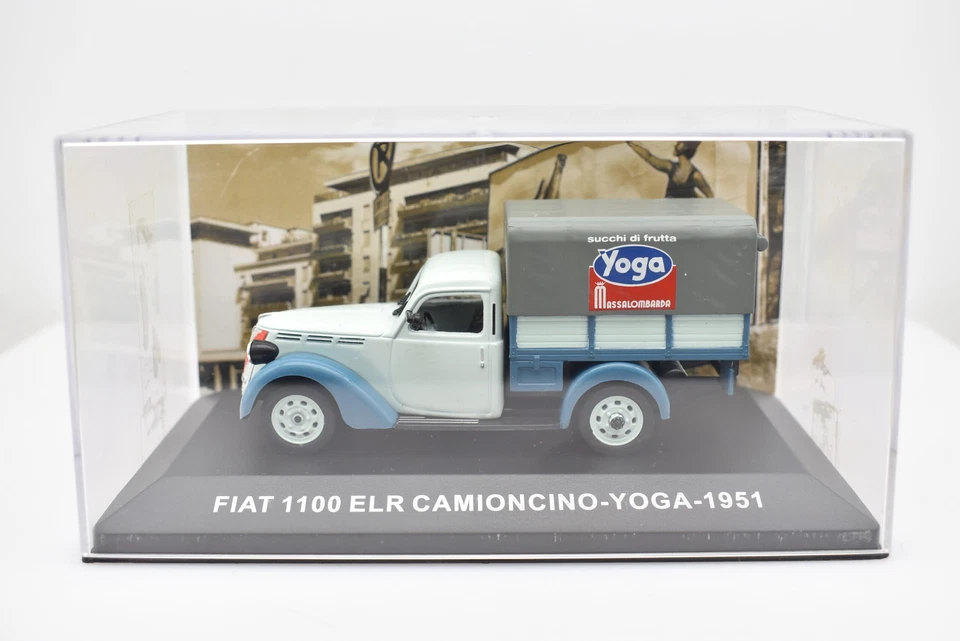 succhi di frutta
Yoga
MASSALOMBARDA
FIAT 1100 ELR CAMIONCINO-YOGA-1951